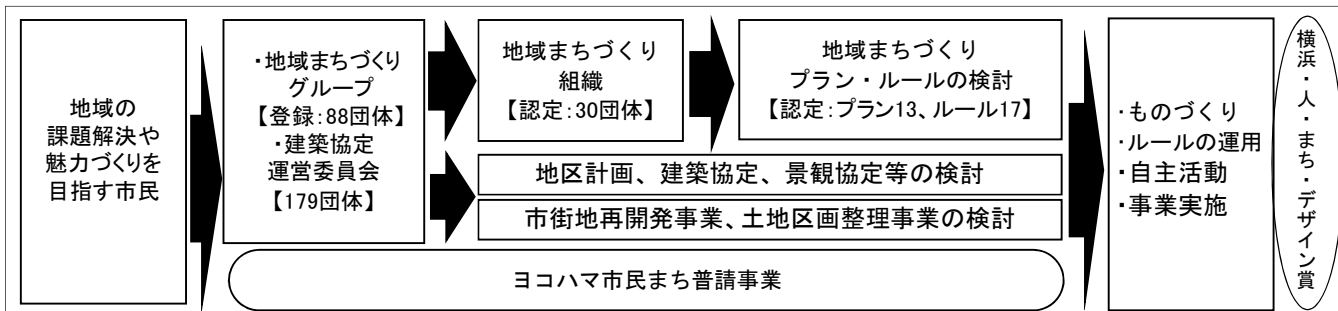 地域の
課題解決や
魅力づくりを
目指す市民
・地域まちづくり
グループ
【登録:88団体】
・建築協定
運営委員会
【179団体】
地域まちづくり
組織
【認定:30団体】
地域まちづくり
プラン・ルールの検討
【認定:プラン13、ルール17】
地区計画、建築協定、景観協定等の検討
市街地再開発事業、土地区画整理事業の検討
ヨコハマ市民まち普請事業
・ものづくり
・ルールの運用
・自主活動
・事業実施
横浜・人・まち・デザイン賞